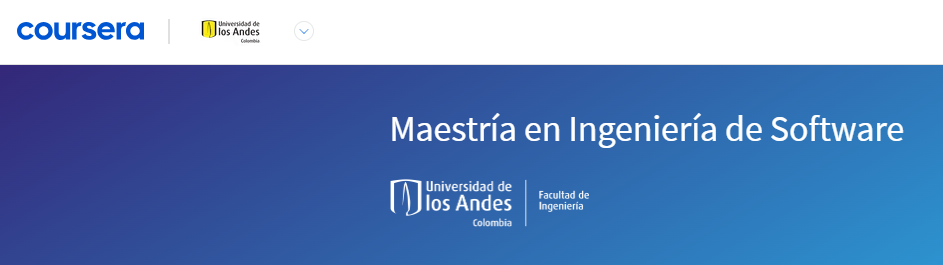 coursera
Universidad de
los Andes
Colombia
Maestría en Ingeniería de Software
Universidad de
los Andes
Colombia
Facultad de
Ingeniería